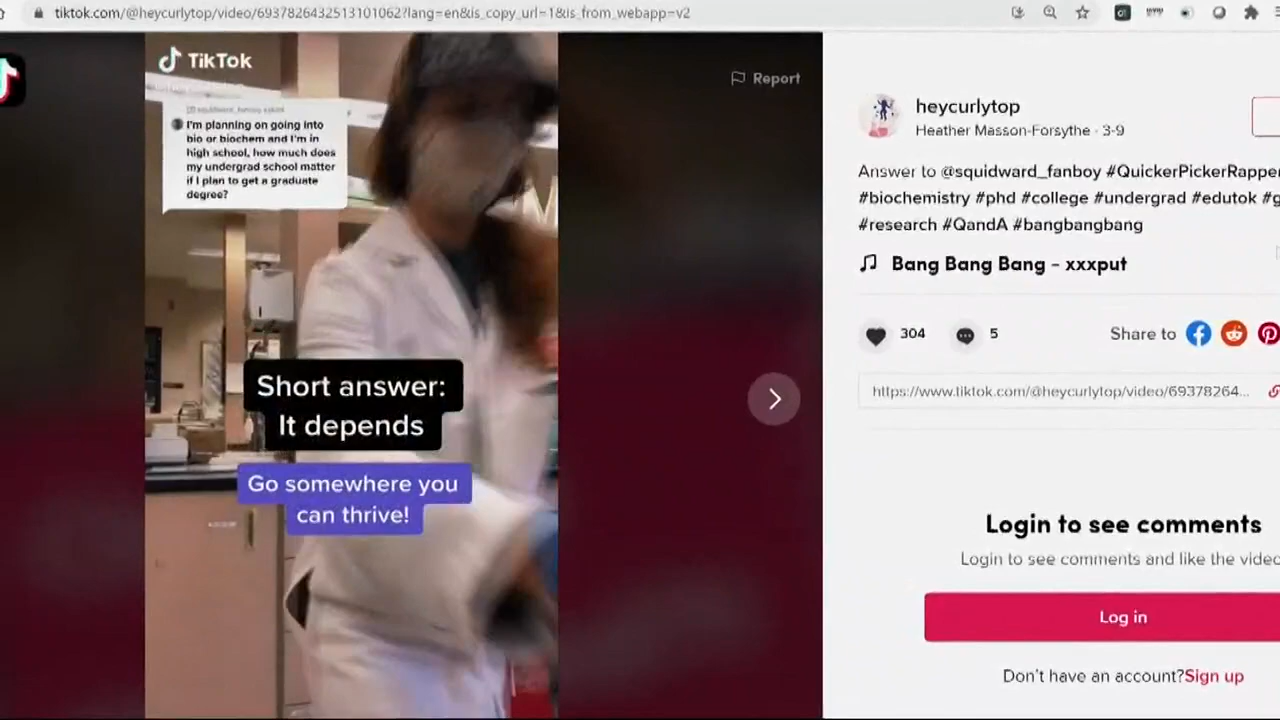 tiktok.com/@heycurlytop/video/6937826432513101062?lang=en&is_copy_url=1&is_from_webapp=v2
TikTok
Report
I'm planning on going into
bio or biochem and I'm in
high school, how much does
my undergrad school matter
if I plan to get a graduate
degree?
Short answer:
It depends
Go somewhere you
can thrive!
heycurlytop
Heather Masson-Forsythe · 3-9
Answer to @squidward_fanboy #QuickerPickerRapper
#biochemistry #phd #college #undergrad #edutok #g
#research #QandA #bangbangbang
Bang Bang Bang - xxxput
304
5
Share to
https://www.tiktok.com/@heycurlytop/video/69378264...
Login to see comments
Login to see comments and like the video
Log in
Don't have an account? Sign up